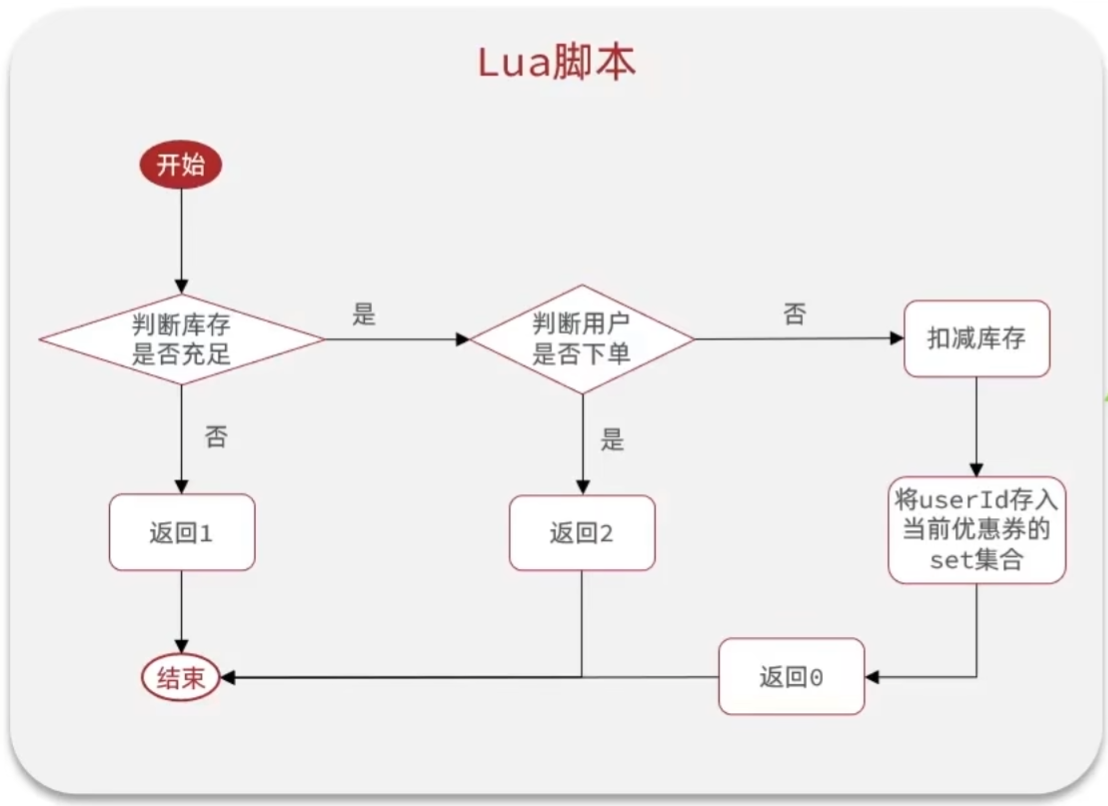 Lua脚本
开始
判断库存
是否充足
是
判断用户
是否下单
否
扣减库存
否
是
返回1
返回2
将userId存入
当前优惠券的
set集合
结束
返回0